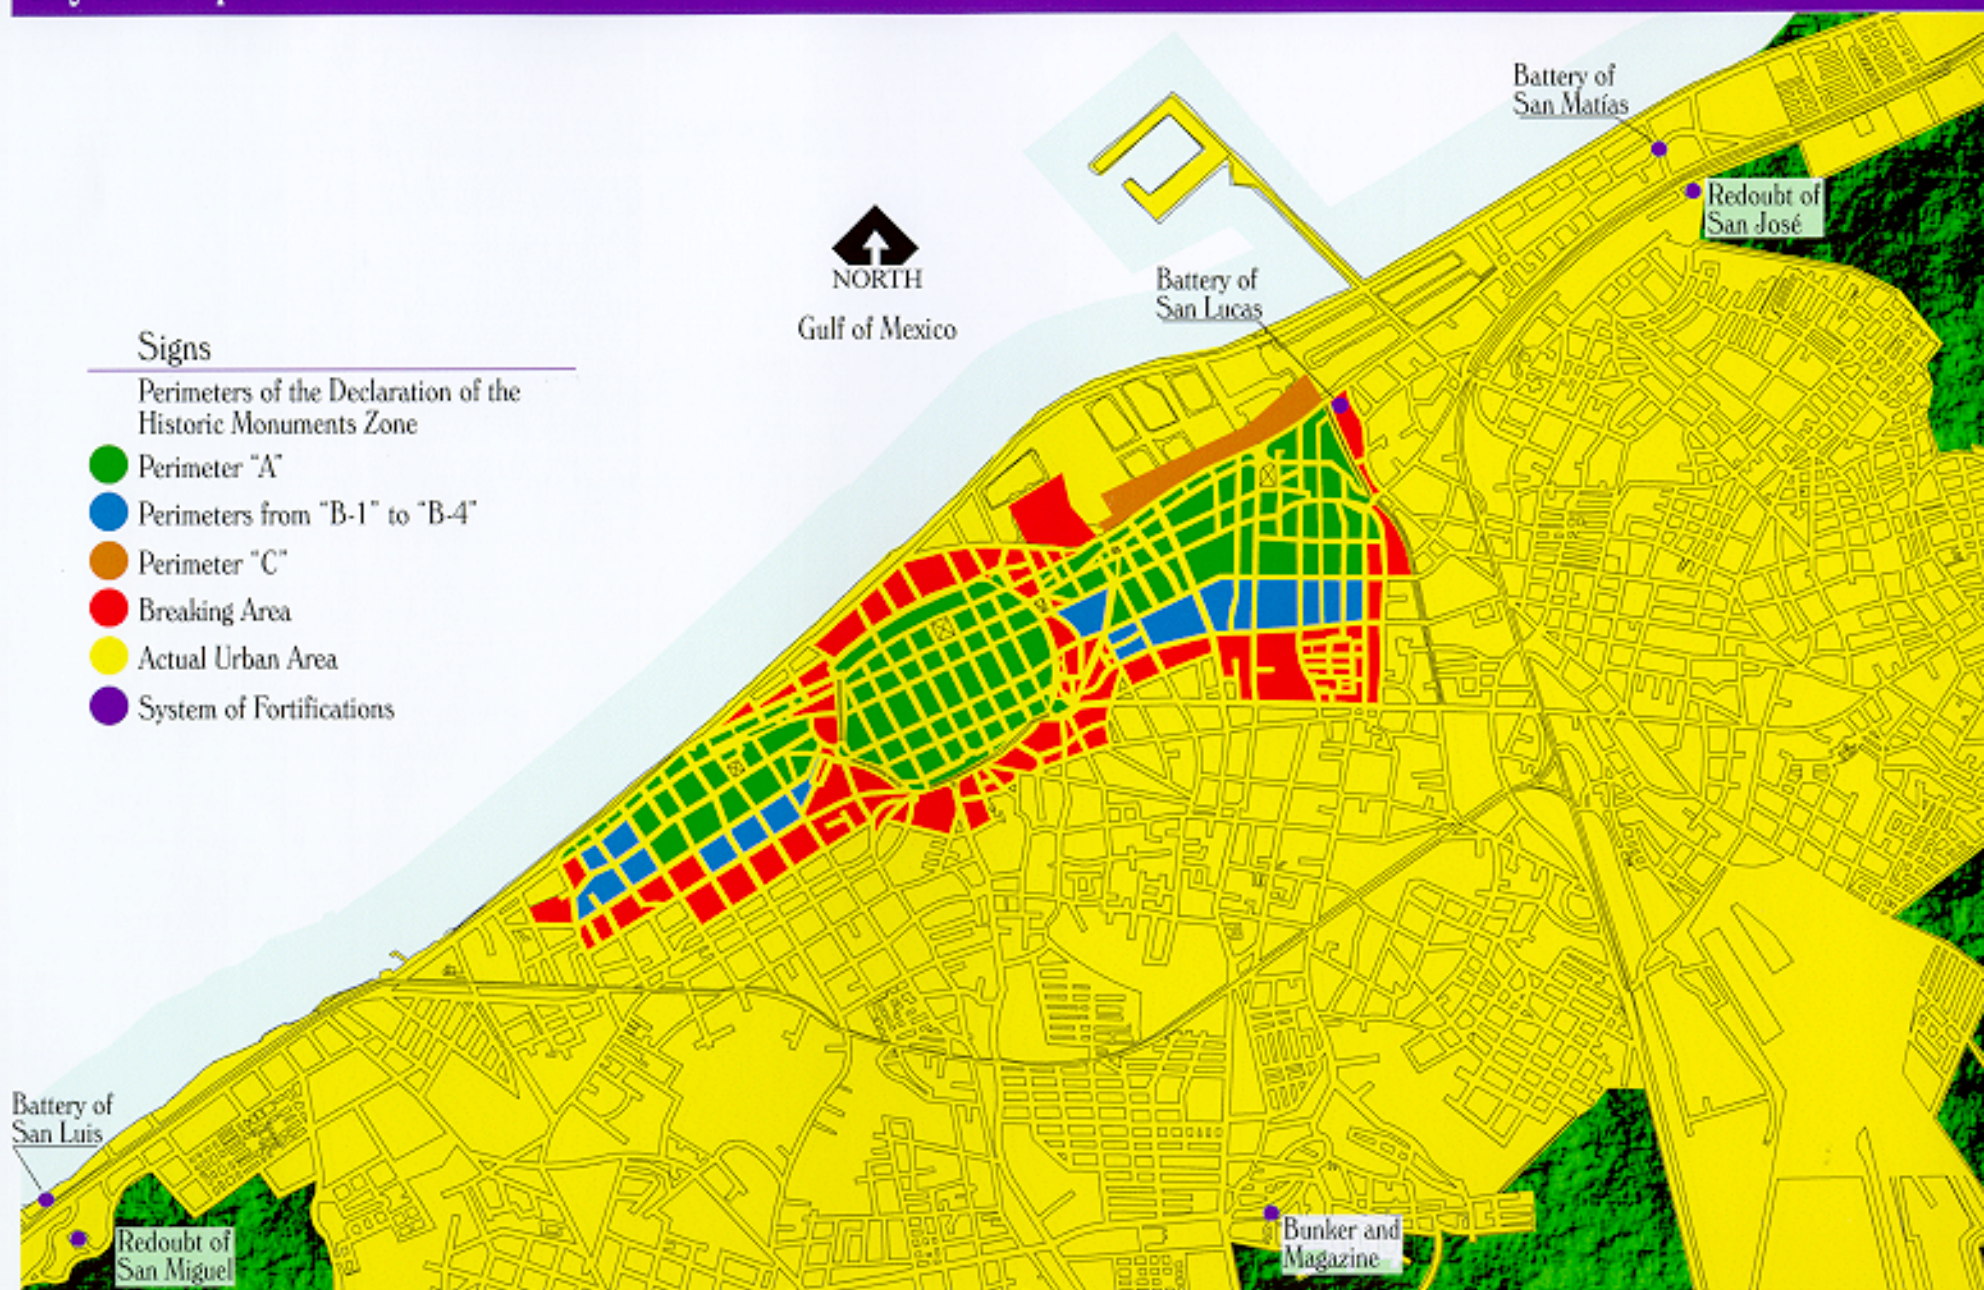 Battery of
San Matías
Redoubt of
San José
NORTH
Gulf of Mexico
Battery of
San Lucas
Signs
Perimeters of the Declaration of the
Historic Monuments Zone
Perimeter “A”
Perimeters from “B-1” to “B-4”
Perimeter “C”
Breaking Area
Actual Urban Area
System of Fortifications
Battery of
San Luis
Redoubt of
San Miguel
Bunker and
Magazine